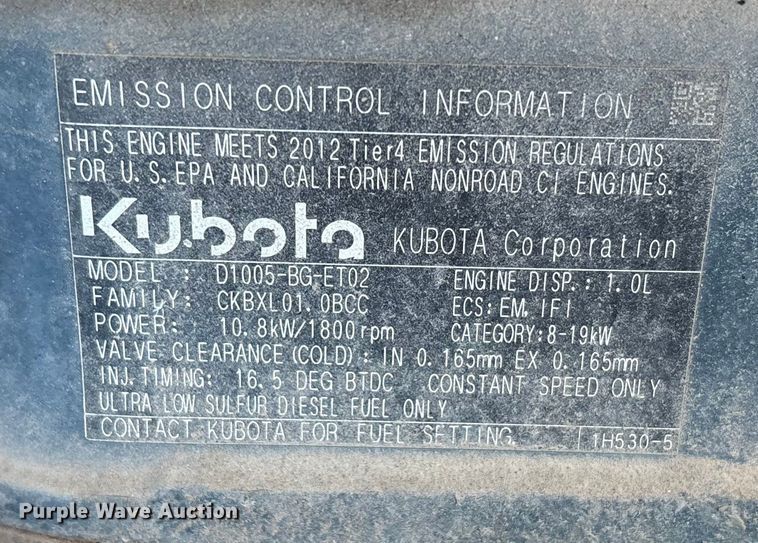 EMISSION CONTROL INFORMATION
THIS ENGINE MEETS 2012 Tier4 EMISSION REGULATIONS
FOR U.S.EPA AND CALIFORNIA NONROAD CI ENGINES.
Kubota KUBOTA Corporation
MODEL : D1005-BG-ET02 ENGINE DISP.: 1.0L
FAMILY: CKBXL01.0BCC ECS:EM,IFI
POWER: 10.8kW/1800rpm CATEGORY:8-19kW
VALVE CLEARANCE(COLD): IN 0.165mm EX 0.165mm
INJ.TIMING: 16.5 DEG BTDC CONSTANT SPEED ONLY
ULTRA LOW SULFUR DIESEL FUEL ONLY
CONTACT KUBOTA FOR FUEL SETTING. 1H530-5
Purple Wave Auction